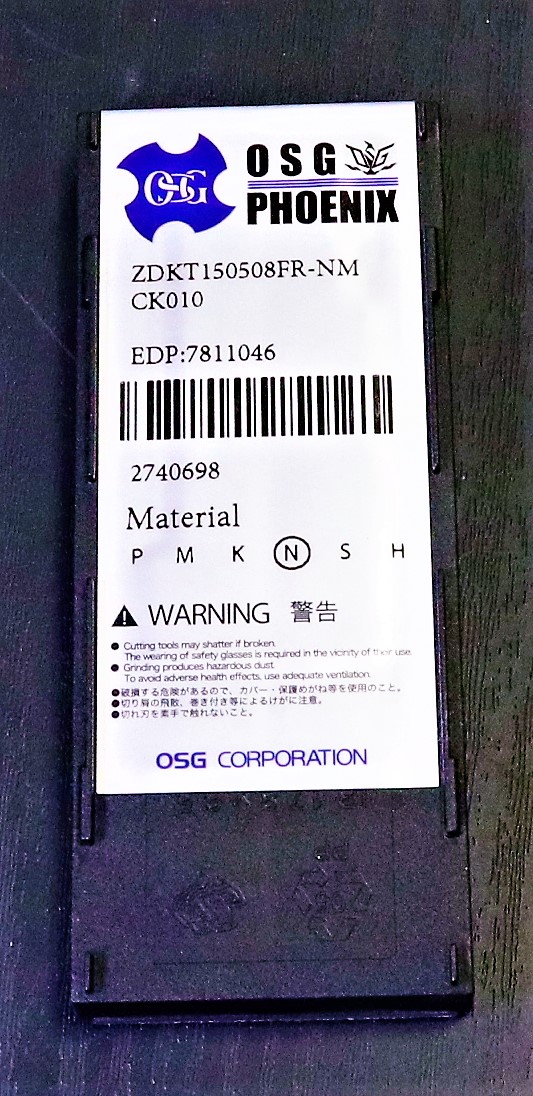 OSG
OSG
PHOENIX
ZDKT150508FR-NM
CK010
EDP:7811046
2740698
Material
P M K N S H
WARNING 警告
●Cutting tools may shatter if broken.
The wearing of safety glasses is required in the vicinity of their use.
●Grinding produces hazardous dust.
To avoid adverse health effects, use adequate ventilation.
●破損する危険があるので、カバー・保護めがね等を使用のこと。
●切り屑の飛散、巻き付き等によるけがに注意。
●切れ刃を素手で触れないこと。
OSG CORPORATION